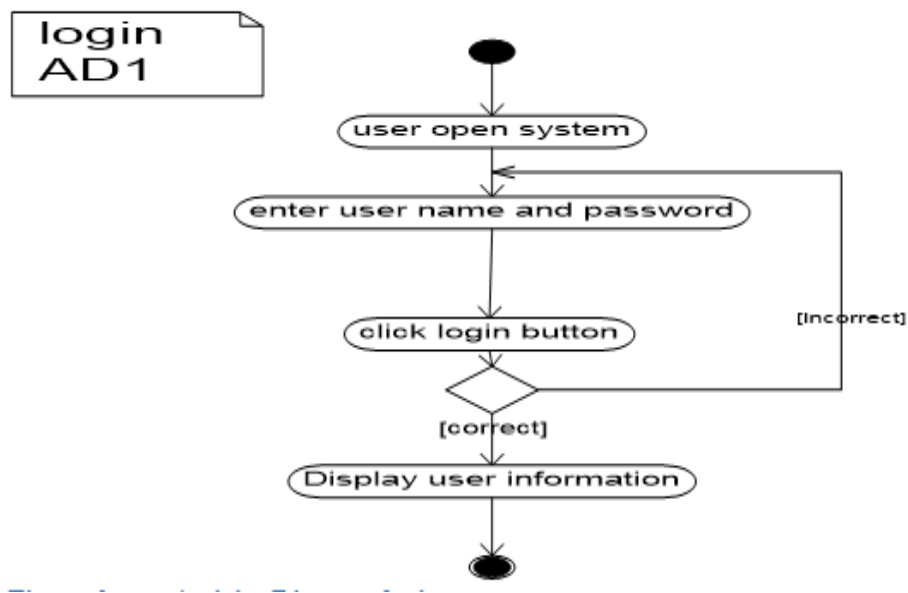 login
AD1
user open system
enter user name and password
[Incorrect]
click login button
[correct]
Display user information